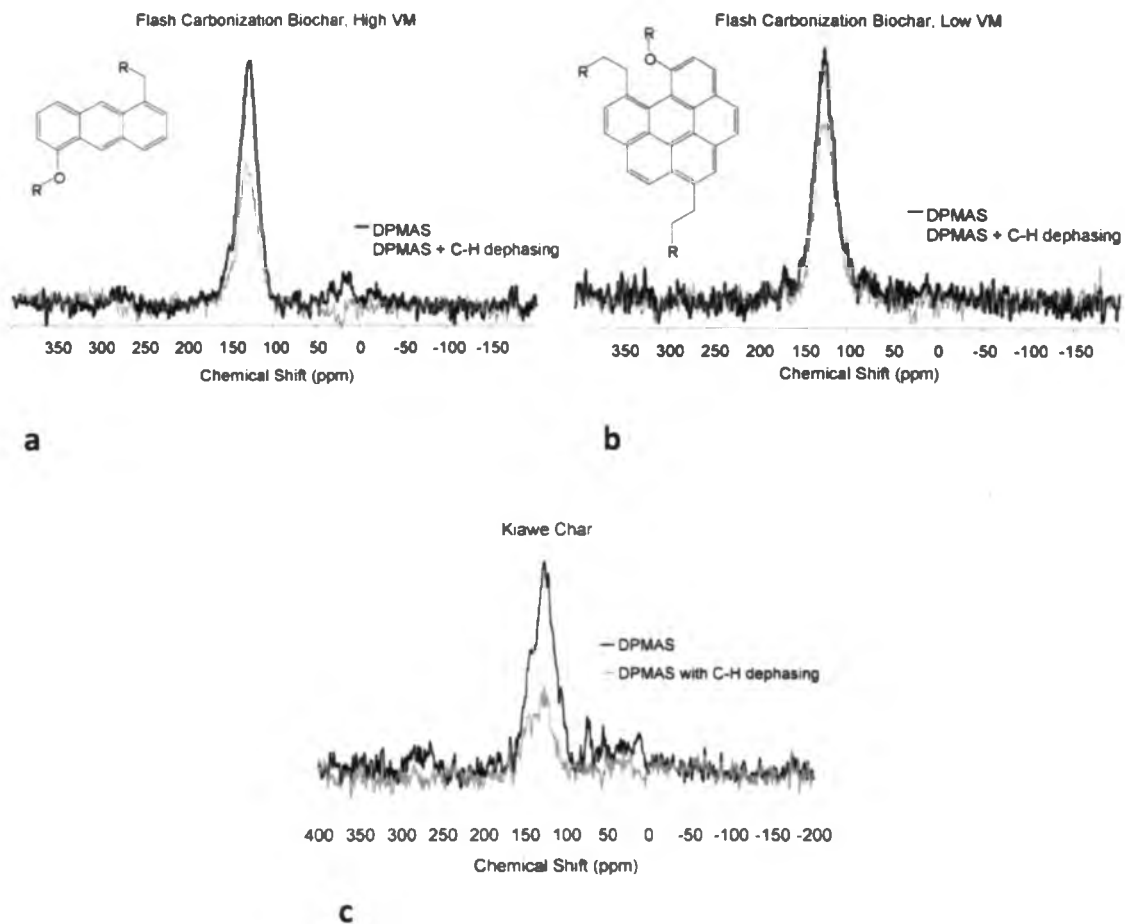 Flash Carbonization Biochar, High VM
R
R
O
DPMAS
DPMAS + C-H dephasing
350 300 250 200 150 100 50 0 -50 -100 -150
Chemical Shift (ppm)
a
Flash Carbonization Biochar, Low VM
R
O
R
R
DPMAS
DPMAS + C-H dephasing
350 300 250 200 150 100 50 0 -50 -100 -150
Chemical Shift (ppm)
b
Kiawe Char
DPMAS
DPMAS with C-H dephasing
400 350 300 250 200 150 100 50 0 -50 -100 -150 -200
Chemical Shift (ppm)
c